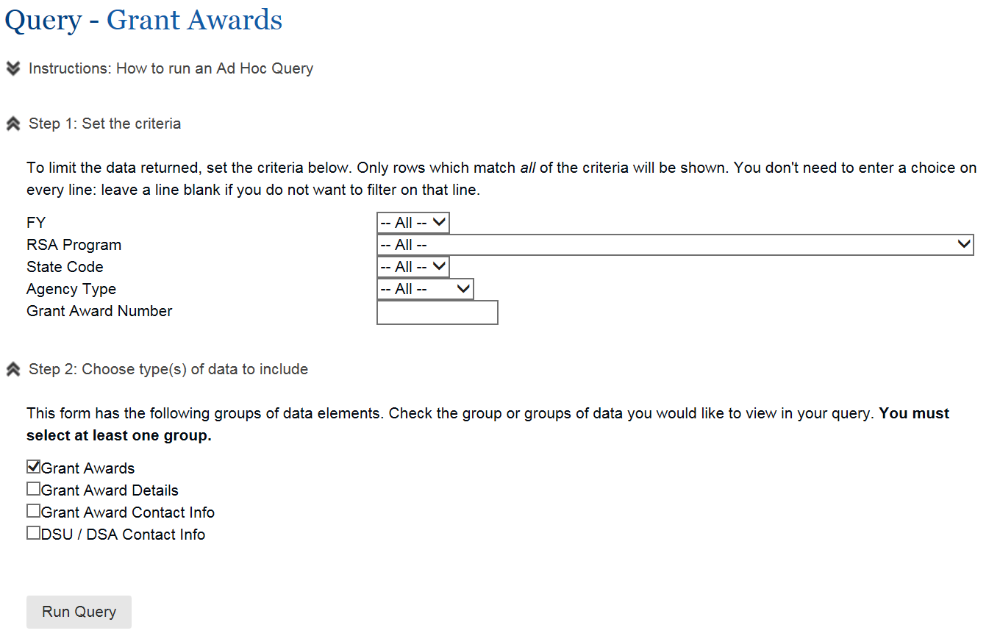 Query - Grant Awards
Instructions: How to run an Ad Hoc Query
Step 1: Set the criteria
To limit the data returned, set the criteria below. Only rows which match all of the criteria will be shown. You don't need to enter a choice on
every line: leave a line blank if you do not want to filter on that line.
FY -- All --
RSA Program -- All --
State Code -- All --
Agency Type -- All --
Grant Award Number
Step 2: Choose type(s) of data to include
This form has the following groups of data elements. Check the group or groups of data you would like to view in your query. You must
select at least one group.
Grant Awards
Grant Award Details
Grant Award Contact Info
DSU / DSA Contact Info
Run Query